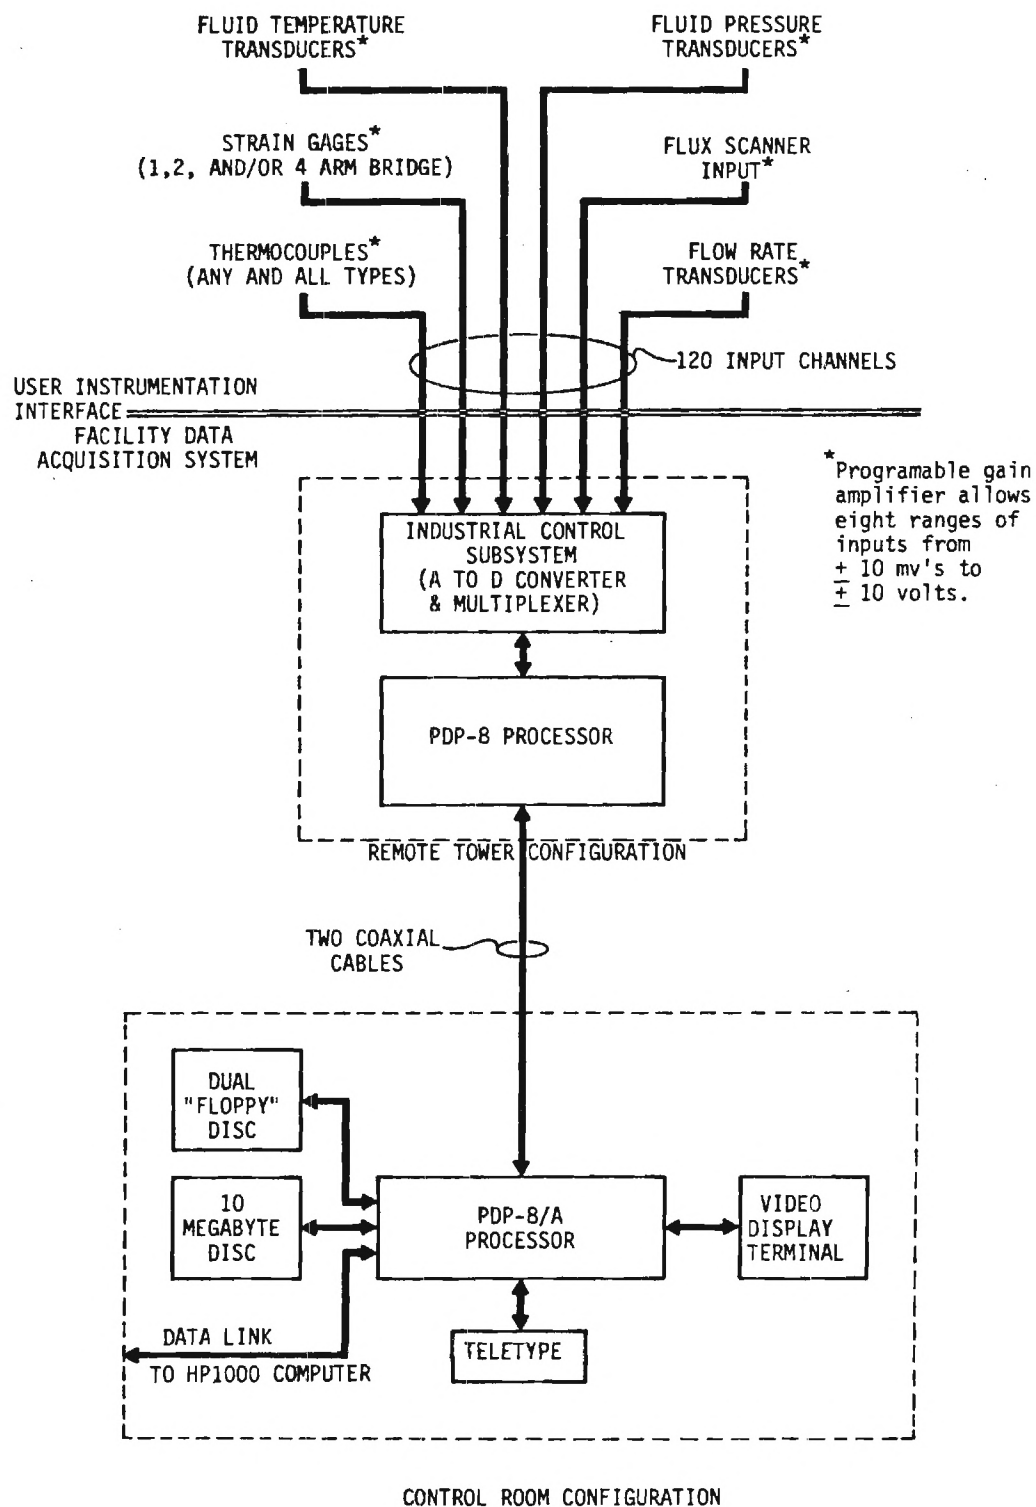 FLUID TEMPERATURE
TRANSDUCERS*
FLUID PRESSURE
TRANSDUCERS*
STRAIN GAGES*
(1,2, AND/OR 4 ARM BRIDGE)
FLUX SCANNER
INPUT*
THERMOCOUPLES*
(ANY AND ALL TYPES)
FLOW RATE
TRANSDUCERS*
120 INPUT CHANNELS
USER INSTRUMENTATION
INTERFACE
FACILITY DATA
ACQUISITION SYSTEM
*Programable gain
amplifier allows
eight ranges of
inputs from
± 10 mv's to
± 10 volts.
INDUSTRIAL CONTROL
SUBSYSTEM
(A TO D CONVERTER
& MULTIPLEXER)
PDP-8 PROCESSOR
REMOTE TOWER CONFIGURATION
TWO COAXIAL
CABLES
DUAL
"FLOPPY"
DISC
10
MEGABYTE
DISC
PDP-8/A
PROCESSOR
VIDEO
DISPLAY
TERMINAL
TELETYPE
DATA LINK
TO HP1000 COMPUTER
CONTROL ROOM CONFIGURATION